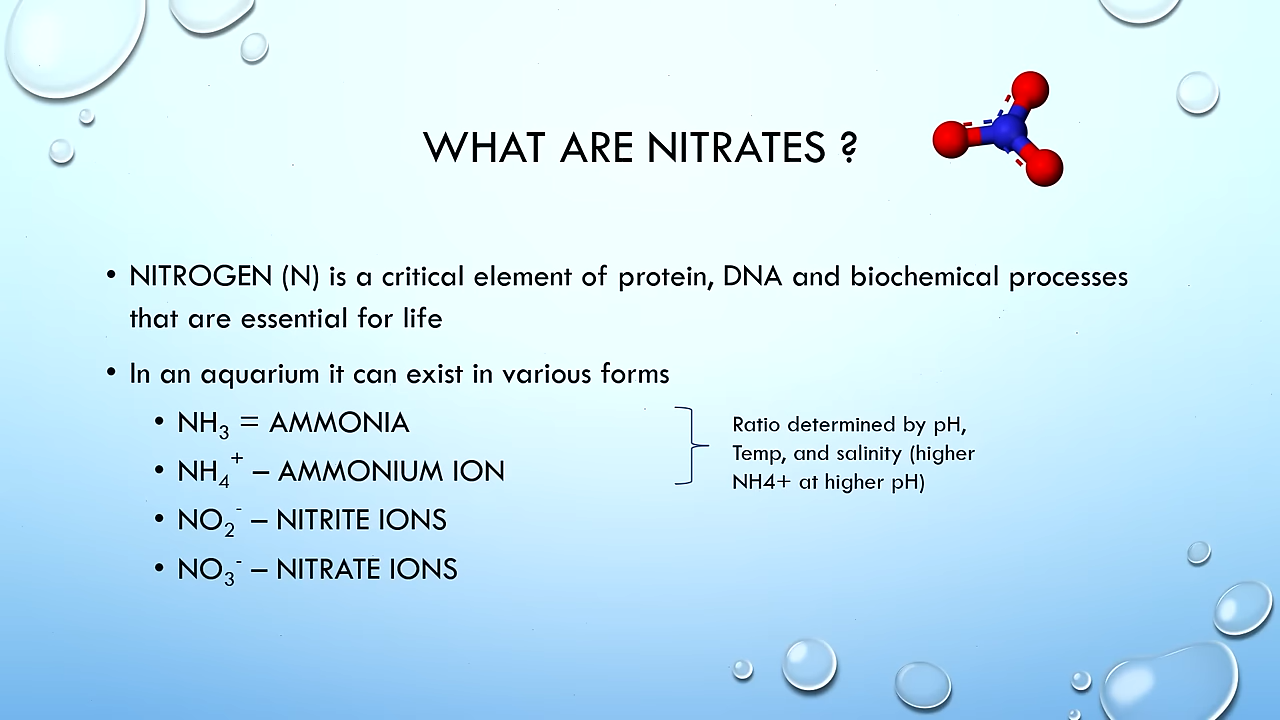 WHAT ARE NITRATES ?
• NITROGEN (N) is a critical element of protein, DNA and biochemical processes
that are essential for life
• In an aquarium it can exist in various forms
• NH₃ = AMMONIA
• NH₄⁺ – AMMONIUM ION
• NO₂⁻ – NITRITE IONS
• NO₃⁻ – NITRATE IONS
Ratio determined by pH,
Temp, and salinity (higher
NH4+ at higher pH)